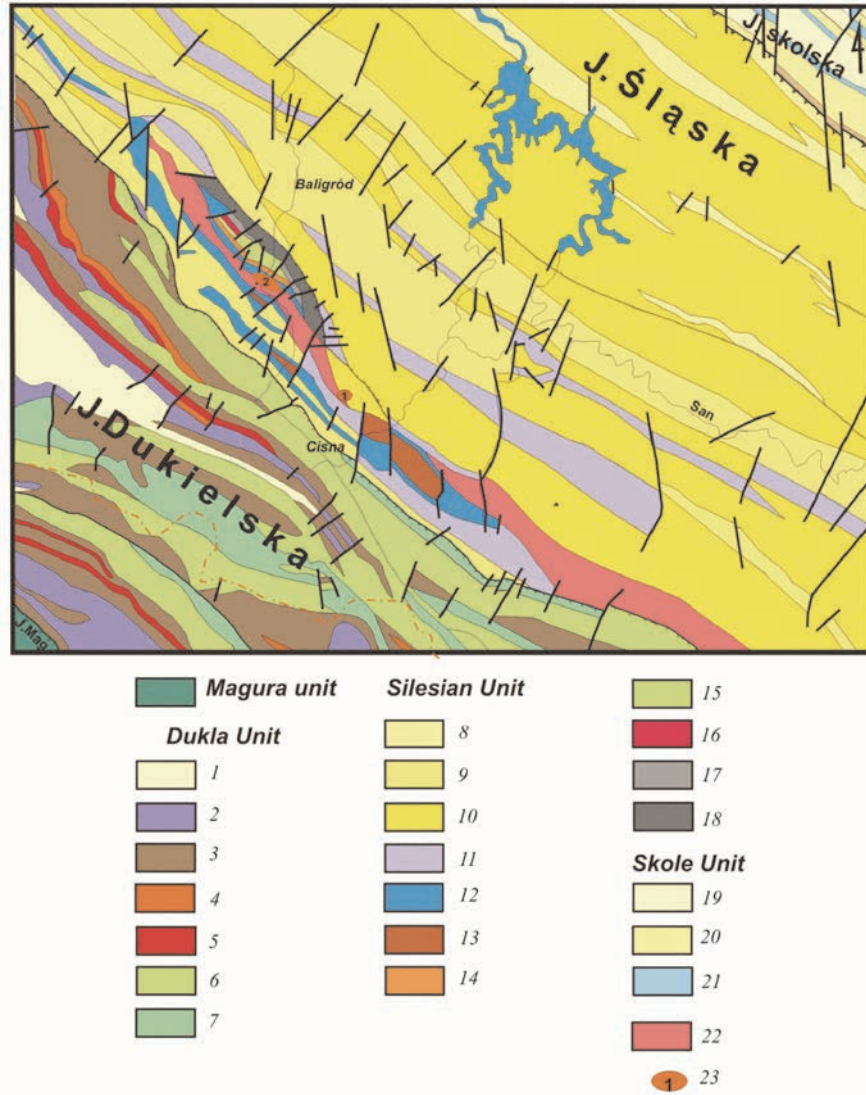 J. skolska
J. Śląska
Baligród
2
1
San
Cisna
J.Dukielska
J.Mag.
Magura unit
Dukla Unit
1
2
3
4
5
6
7
Silesian Unit
8
9
10
11
12
13
14
15
16
17
18
Skole Unit
19
20
21
22
1 23